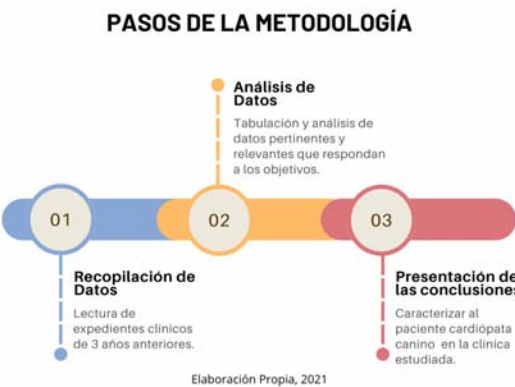 PASOS DE LA METODOLOGÍA
Análisis de
Datos
Tabulación y análisis de
datos pertinentes y
relevantes que respondan
a los objetivos.
01
02
03
Recopilación de
Datos
Lectura de
expedientes clínicos
de 3 años anteriores.
Presentación de
las conclusiones
Caracterizar al
paciente cardiópata
canino en la clínica
estudiada.
Elaboración Propia, 2021